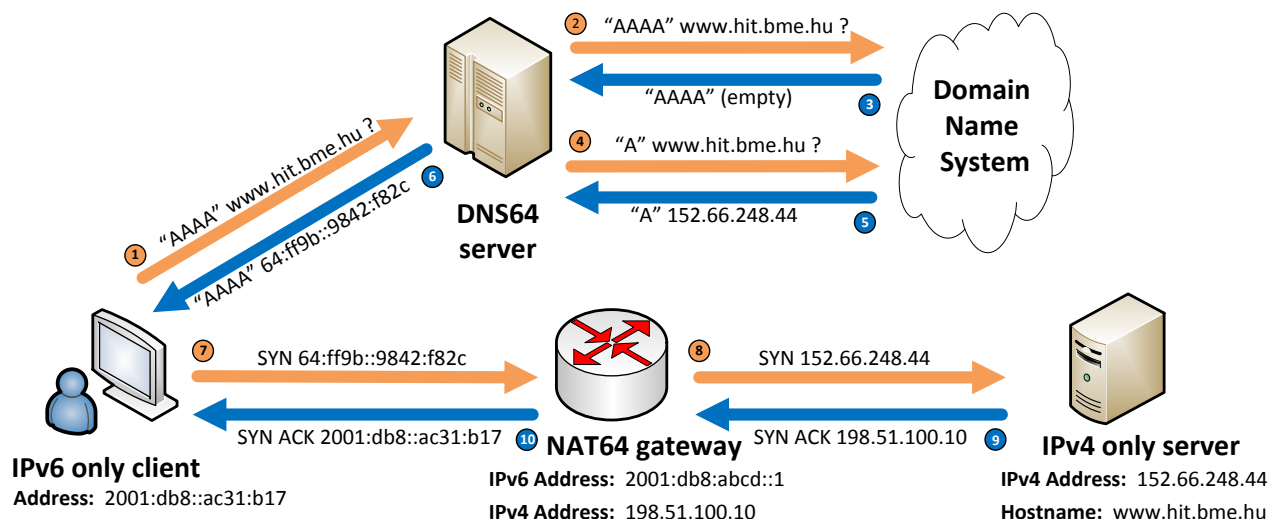 2 "AAAA" www.hit.bme.hu ?
"AAAA" (empty) 3
4 "A" www.hit.bme.hu ?
"A" 152.66.248.44 5
Domain
Name
System
DNS64
server
1 "AAAA" www.hit.bme.hu ?
6 "AAAA" 64:ff9b::9842:f82c
7 SYN 64:ff9b::9842:f82c
8 SYN 152.66.248.44
SYN ACK 2001:db8::ac31:b17 10
SYN ACK 198.51.100.10 9
IPv6 only client
Address: 2001:db8::ac31:b17
NAT64 gateway
IPv6 Address: 2001:db8:abcd::1
IPv4 Address: 198.51.100.10
IPv4 only server
IPv4 Address: 152.66.248.44
Hostname: www.hit.bme.hu